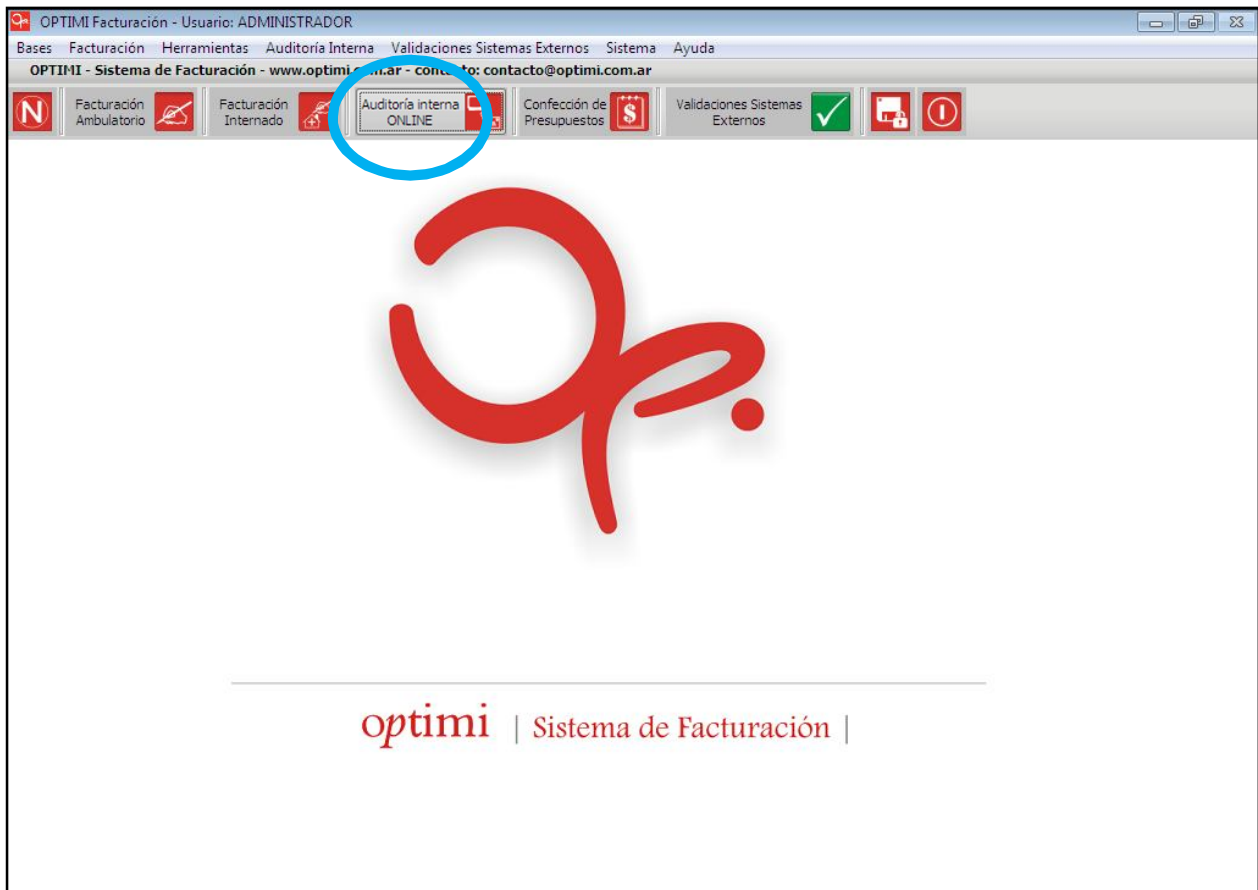 OPTIMI Facturación - Usuario: ADMINISTRADOR
Bases Facturación Herramientas Auditoría Interna Validaciones Sistemas Externos Sistema Ayuda
OPTIMI - Sistema de Facturación - www.optimi.com.ar - contacto: contacto@optimi.com.ar
N
Facturación
Ambulatorio
Facturación
Internado
Auditoría interna
ONLINE
Confección de
Presupuestos
$
Validaciones Sistemas
Externos
optimi | Sistema de Facturación |